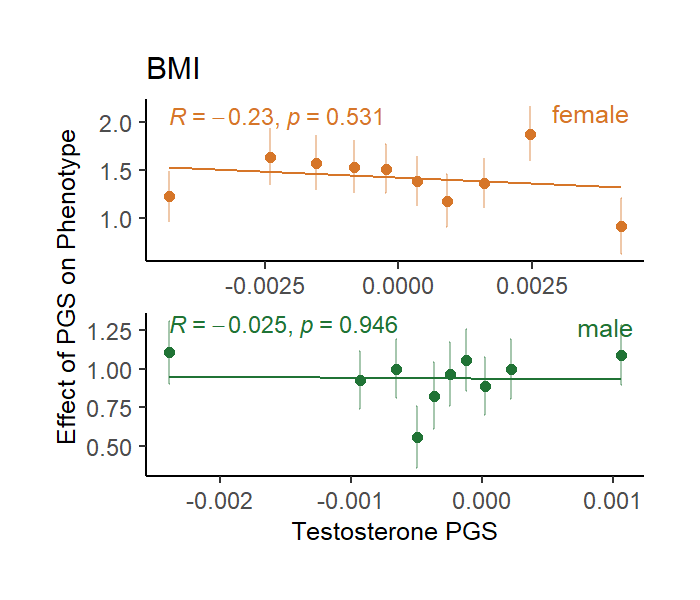 BMI
R = −0.23, p = 0.531
female
2.0
1.5
1.0
-0.0025
0.0000
0.0025
Effect of PGS on Phenotype
R = −0.025, p = 0.946
male
1.25
1.00
0.75
0.50
-0.002
-0.001
0.000
0.001
Testosterone PGS